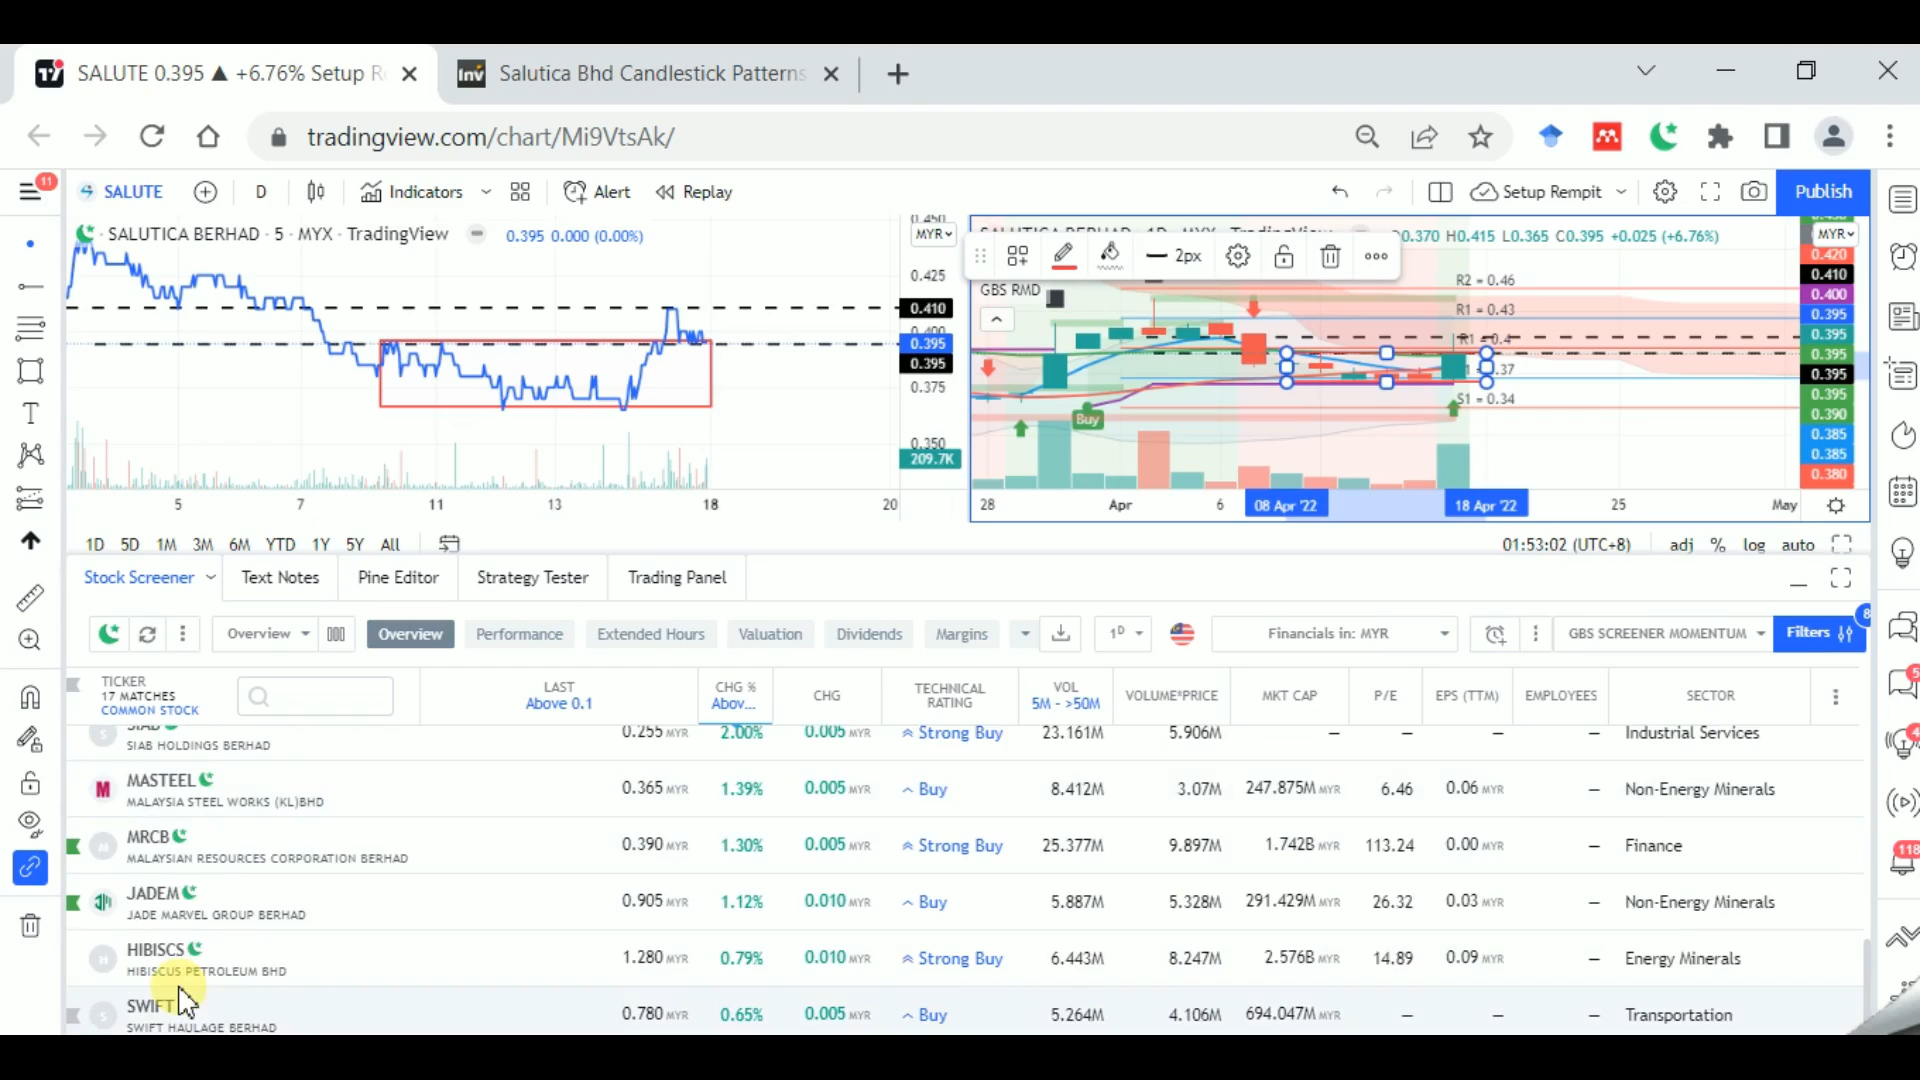 SALUTE 0.395 ▲ +6.76% Setup R
Salutica Bhd Candlestick Patterns
tradingview.com/chart/Mi9VtsAk/
11
SALUTE
D
Indicators
Alert
Replay
Setup Rempit
Publish
SALUTICA BERHAD · 5 · MYX · TradingView
0.395 0.000 (0.00%)
MYR
0.425
0.410
0.400
0.395
0.395
0.375
0.350
209.7K
5 7 11 13 18 20
2px
0.370 H0.415 L0.365 C0.395 +0.025 (+6.76%)
MYR
GBS RMD
R2 = 0.46
R1 = 0.43
R1 = 0.4
0.37
S1 = 0.34
Buy
0.420
0.410
0.400
0.395
0.395
0.395
0.395
0.395
0.390
0.385
0.385
0.380
28 Apr 6 08 Apr '22 18 Apr '22 25 May
1D 5D 1M 3M 6M YTD 1Y 5Y All
01:53:02 (UTC+8) adj % log auto
Stock Screener Text Notes Pine Editor Strategy Tester Trading Panel
8
Overview Overview Performance Extended Hours Valuation Dividends Margins 1D Financials in: MYR GBS SCREENER MOMENTUM Filters
TICKER
17 MATCHES
COMMON STOCK
LAST
Above 0.1
CHG %
Abov...
CHG
TECHNICAL
RATING
VOL
5M - >50M
VOLUME*PRICE
MKT CAP
P/E
EPS (TTM)
EMPLOYEES
SECTOR
SIAB 0.255 MYR 2.00% 0.005 MYR Strong Buy 23.161M 5.906M — — — — Industrial Services
SIAB HOLDINGS BERHAD
MASTEEL 0.365 MYR 1.39% 0.005 MYR Buy 8.412M 3.07M 247.875M MYR 6.46 0.06 MYR — Non-Energy Minerals
MALAYSIA STEEL WORKS (KL)BHD
MRCB 0.390 MYR 1.30% 0.005 MYR Strong Buy 25.377M 9.897M 1.742B MYR 113.24 0.00 MYR — Finance
MALAYSIAN RESOURCES CORPORATION BERHAD
JADEM 0.905 MYR 1.12% 0.010 MYR Buy 5.887M 5.328M 291.429M MYR 26.32 0.03 MYR — Non-Energy Minerals
JADE MARVEL GROUP BERHAD
HIBISCS 1.280 MYR 0.79% 0.010 MYR Strong Buy 6.443M 8.247M 2.576B MYR 14.89 0.09 MYR — Energy Minerals
HIBISCUS PETROLEUM BHD
SWIFT 0.780 MYR 0.65% 0.005 MYR Buy 5.264M 4.106M 694.047M MYR — — — Transportation
SWIFT HAULAGE BERHAD
5
4
118